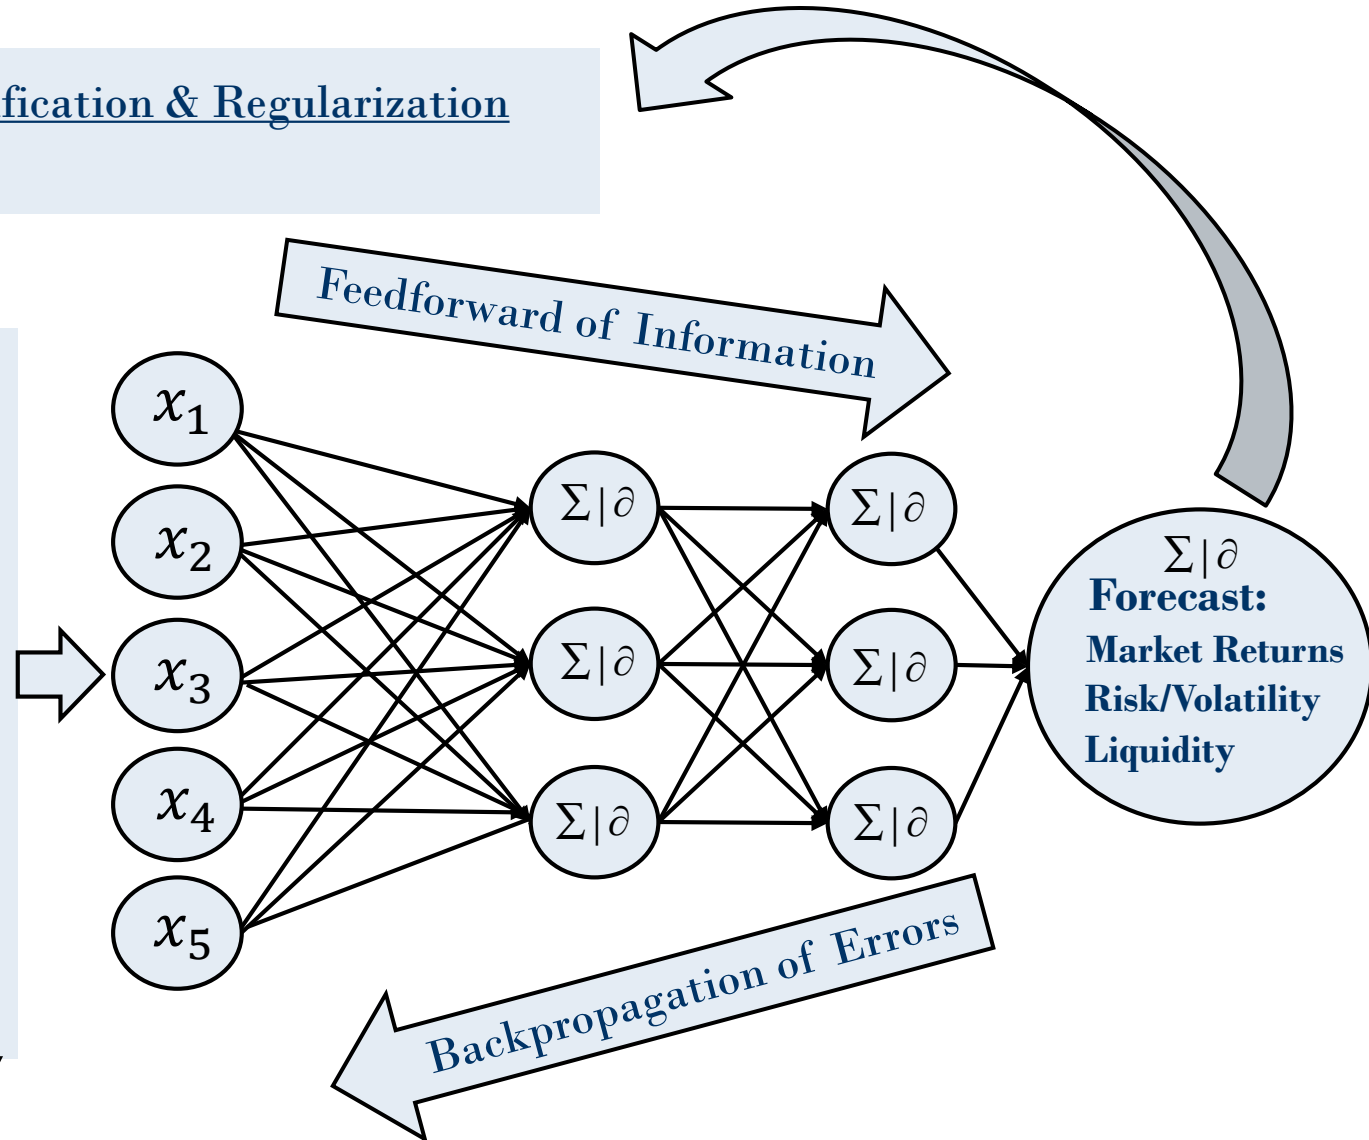 fication & Regularization
Feedforward of Information
x1
x2
x3
x4
x5
Σ|∂
Σ|∂
Σ|∂
Σ|∂
Σ|∂
Σ|∂
Σ|∂
Forecast:
Market Returns
Risk/Volatility
Liquidity
Backpropagation of Errors